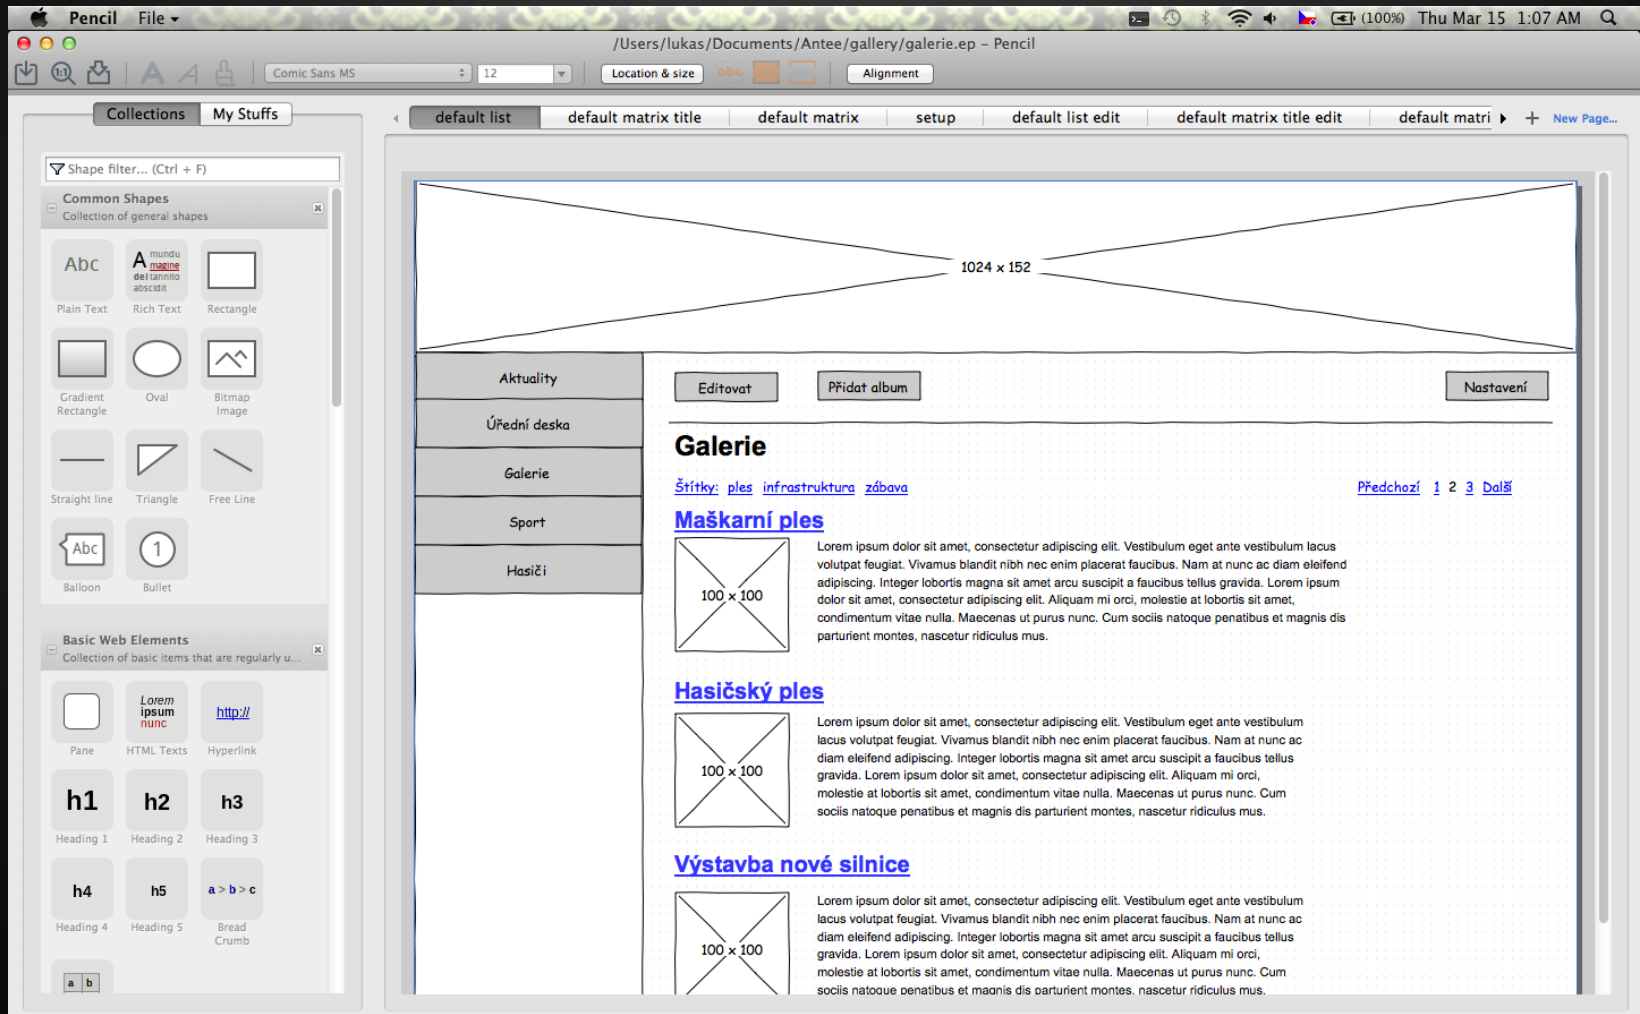 Pencil File (100%) Thu Mar 15 1:07 AM
/Users/lukas/Documents/Antee/gallery/galerie.ep – Pencil
1:1 A A Comic Sans MS 12 Location & size abc Alignment
Collections My Stuffs
default list default matrix title default matrix setup default list edit default matrix title edit default matri New Page...
Shape filter... (Ctrl + F)
Common Shapes
Collection of general shapes
Abc
A mundu
magine
del tannito
abscidit
Plain Text Rich Text Rectangle
Gradient
Rectangle
Oval
Bitmap
Image
Straight line Triangle Free Line
Abc 1
Balloon Bullet
Basic Web Elements
Collection of basic items that are regularly u...
Lorem
ipsum
nunc
http://
Pane HTML Texts Hyperlink
h1 h2 h3
Heading 1 Heading 2 Heading 3
h4 h5 a > b > c
Heading 4 Heading 5
Bread
Crumb
a b
1024 x 152
Aktuality
Úřední deska
Galerie
Sport
Hasiči
Editovat Přidat album Nastavení
Galerie
Štítky: ples infrastruktura zábava Předchozí 1 2 3 Další
Maškarní ples
100 x 100
Lorem ipsum dolor sit amet, consectetur adipiscing elit. Vestibulum eget ante vestibulum lacus
volutpat feugiat. Vivamus blandit nibh nec enim placerat faucibus. Nam at nunc ac diam eleifend
adipiscing. Integer lobortis magna sit amet arcu suscipit a faucibus tellus gravida. Lorem ipsum
dolor sit amet, consectetur adipiscing elit. Aliquam mi orci, molestie at lobortis sit amet,
condimentum vitae nulla. Maecenas ut purus nunc. Cum sociis natoque penatibus et magnis dis
parturient montes, nascetur ridiculus mus.
Hasičský ples
100 x 100
Lorem ipsum dolor sit amet, consectetur adipiscing elit. Vestibulum eget ante vestibulum
lacus volutpat feugiat. Vivamus blandit nibh nec enim placerat faucibus. Nam at nunc ac
diam eleifend adipiscing. Integer lobortis magna sit amet arcu suscipit a faucibus tellus
gravida. Lorem ipsum dolor sit amet, consectetur adipiscing elit. Aliquam mi orci,
molestie at lobortis sit amet, condimentum vitae nulla. Maecenas ut purus nunc. Cum
sociis natoque penatibus et magnis dis parturient montes, nascetur ridiculus mus.
Výstavba nové silnice
100 x 100
Lorem ipsum dolor sit amet, consectetur adipiscing elit. Vestibulum eget ante vestibulum
lacus volutpat feugiat. Vivamus blandit nibh nec enim placerat faucibus. Nam at nunc ac
diam eleifend adipiscing. Integer lobortis magna sit amet arcu suscipit a faucibus tellus
gravida. Lorem ipsum dolor sit amet, consectetur adipiscing elit. Aliquam mi orci,
molestie at lobortis sit amet, condimentum vitae nulla. Maecenas ut purus nunc. Cum
sociis natoque penatibus et magnis dis parturient montes, nascetur ridiculus mus.